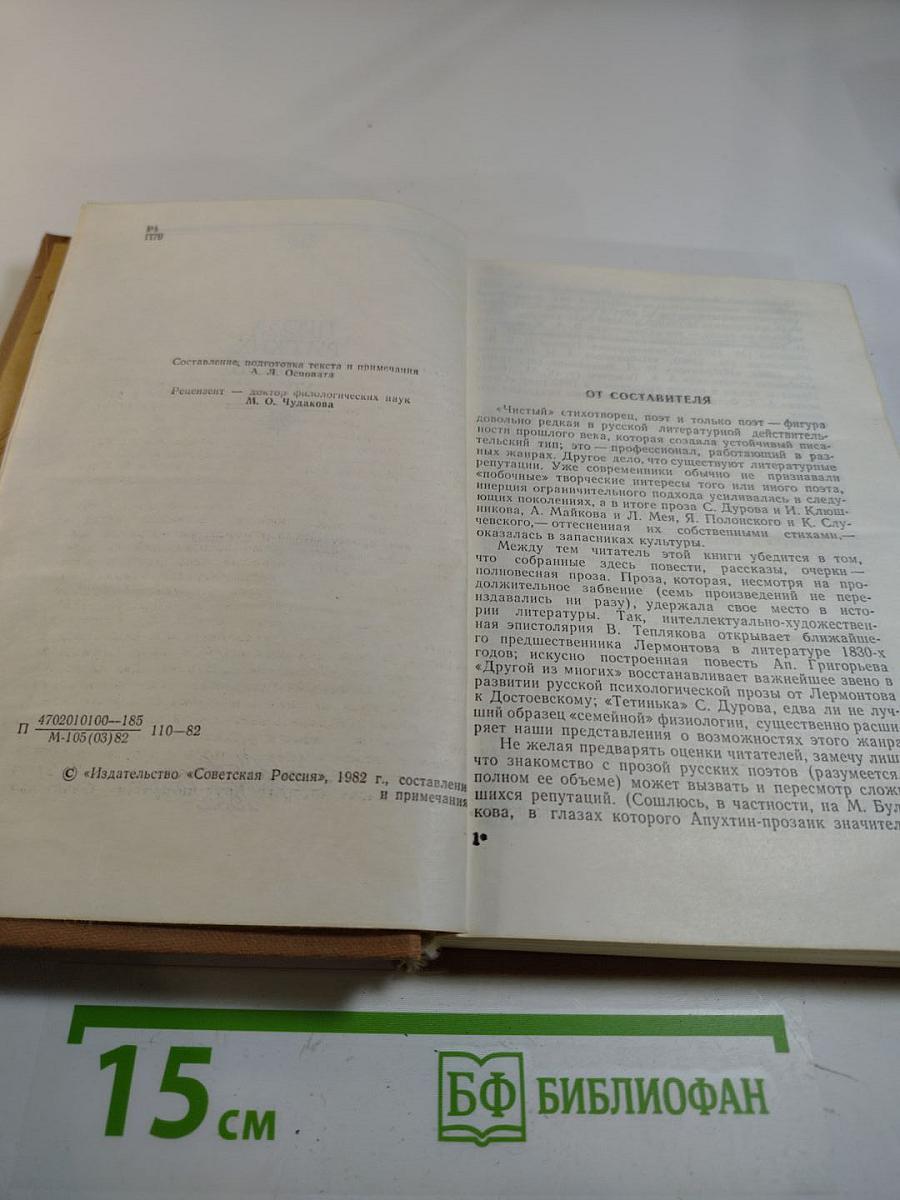 Р1
П79
Составление, подготовка текста и примечания
А. Л. Осповата
Рецензент — доктор филологических наук
М. О. Чудакова
П 4702010100—185
М-105(03)82 110—82
© «Издательство «Советская Россия», 1982 г., составлени
и примечания
ОТ СОСТАВИТЕЛЯ
«Чистый» стихотворец, поэт и только поэт — фигура
довольно редкая в русской литературной действитель-
ности прошлого века, которая создала устойчивый писа-
тельский тип; это — профессионал, работающий в раз-
ных жанрах. Другое дело, что существуют литературные
репутации. Уже современники обычно не признавали
«побочные» творческие интересы того или иного поэта,
инерция ограничительного подхода усиливалась в следу-
ющих поколениях, а в итоге проза С. Дурова и И. Клюш-
никова, А. Майкова и Л. Мея, Я. Полонского и К. Слу-
чевского,— оттесненная их собственными стихами,—
оказалась в запасниках культуры.
Между тем читатель этой книги убедится в том,
что собранные здесь повести, рассказы, очерки —
полновесная проза. Проза, которая, несмотря на про-
должительное забвение (семь произведений не пере-
издавались ни разу), удержала свое место в исто-
рии литературы. Так, интеллектуально-художествен-
ная эпистолярия В. Теплякова открывает ближайше-
го предшественника Лермонтова в литературе 1830-х
годов; искусно построенная повесть Ап. Григорьева
«Другой из многих» восстанавливает важнейшее звено в
развитии русской психологической прозы от Лермонтова
к Достоевскому; «Тетинька» С. Дурова, едва ли не луч-
ший образец «семейной» физиологии, существенно расши
ряет наши представления о возможностях этого жанра
Не желая предварять оценки читателей, замечу лиш
что знакомство с прозой русских поэтов (разумеется
полном ее объеме) может вызвать и пересмотр сложи
шихся репутаций. (Сошлюсь, в частности, на М. Бул
кова, в глазах которого Апухтин-прозаик значител
1*
15 см
БФ БИБЛИОФАН